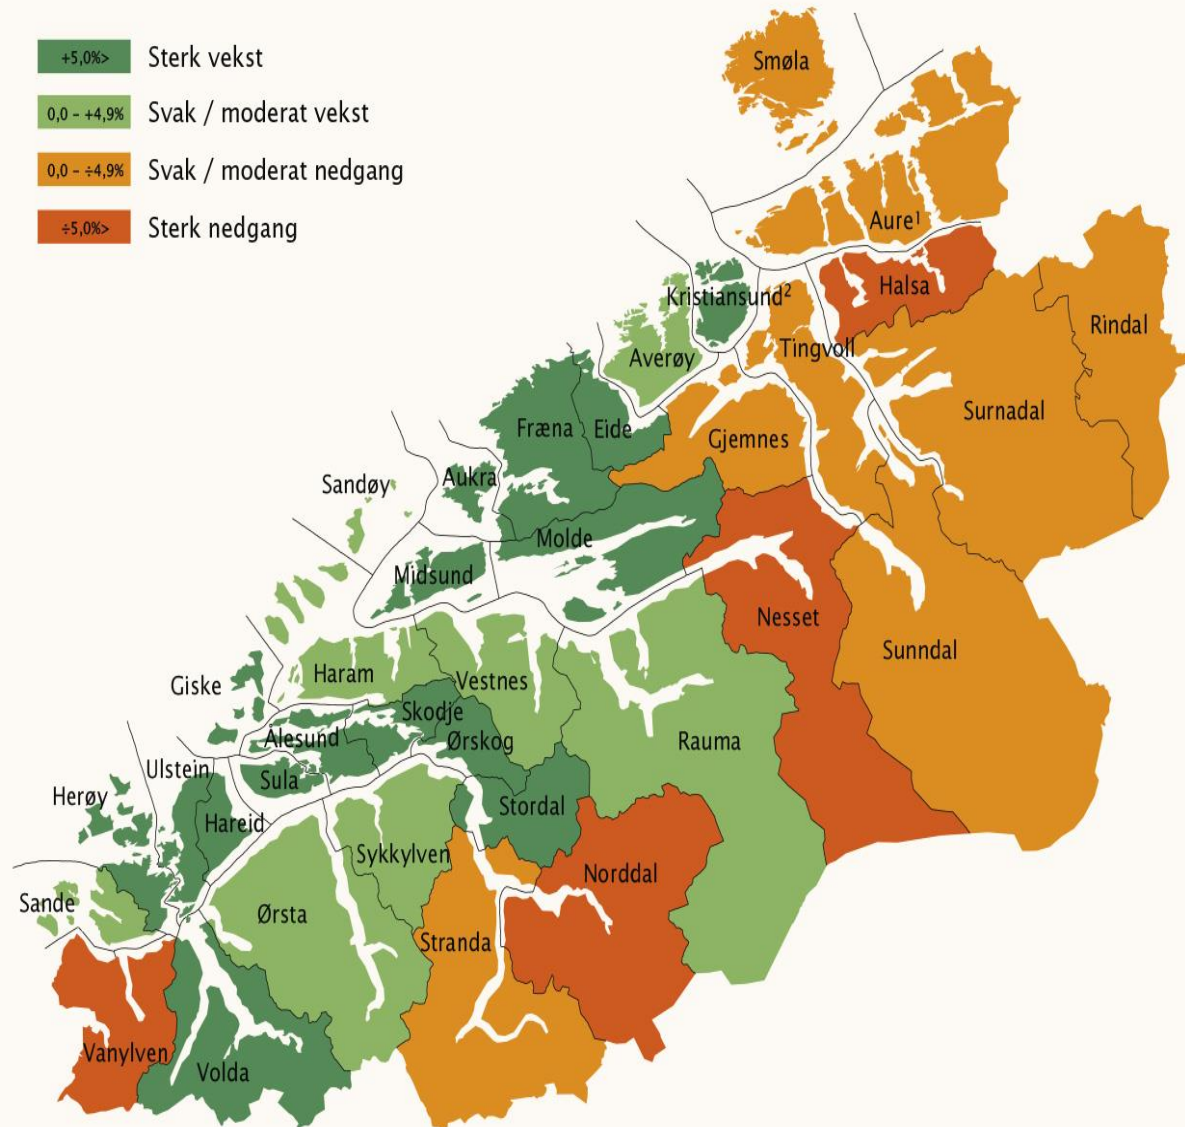 +5,0%> Sterk vekst
0,0 – +4,9% Svak / moderat vekst
0,0 – ÷4,9% Svak / moderat nedgang
÷5,0%> Sterk nedgang
Smøla
Aure¹
Halsa
Kristiansund²
Rindal
Tingvoll
Averøy
Surnadal
Fræna
Eide
Gjemnes
Aukra
Sandøy
Molde
Midsund
Nesset
Sunndal
Haram
Vestnes
Giske
Skodje
Ålesund
Ørskog
Rauma
Ulstein
Sula
Herøy
Stordal
Hareid
Sykkylven
Norddal
Sande
Ørsta
Stranda
Vanylven
Volda